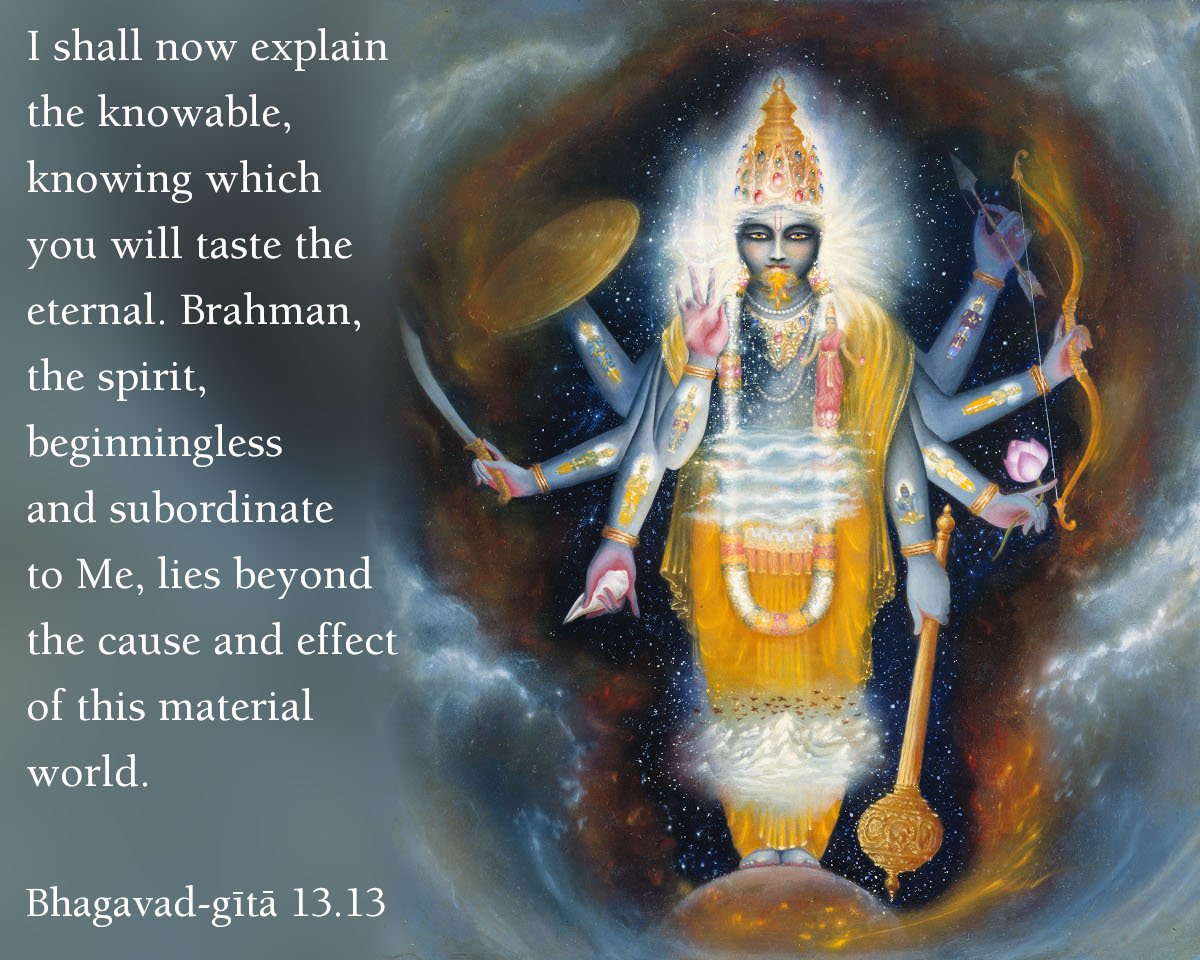 I shall now explain
the knowable,
knowing which
you will taste the
eternal. Brahman,
the spirit,
beginningless
and subordinate
to Me, lies beyond
the cause and effect
of this material
world.
Bhagavad-gītā 13.13